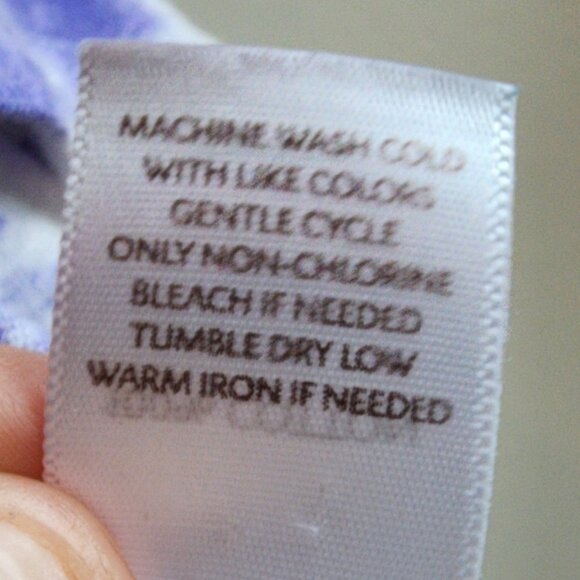 MACHINE WASH COLD
WITH LIKE COLORS
GENTLE CYCLE
ONLY NON-CHLORINE
BLEACH IF NEEDED
TUMBLE DRY LOW
WARM IRON IF NEEDED